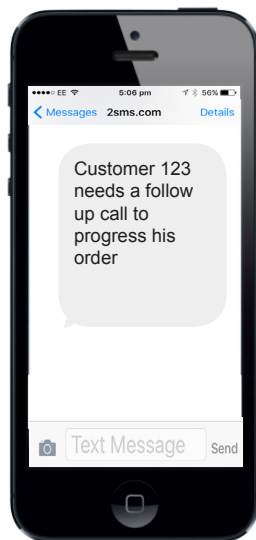 EE 5:06 pm 56%
Messages 2sms.com Details
Customer 123
needs a follow
up call to
progress his
order
Text Message Send